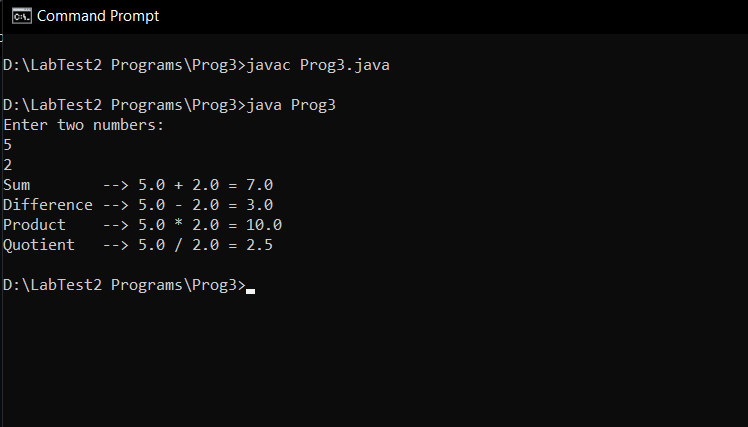 Command Prompt
D:\LabTest2 Programs\Prog3>javac Prog3.java
D:\LabTest2 Programs\Prog3>java Prog3
Enter two numbers:
5
2
Sum        --> 5.0 + 2.0 = 7.0
Difference --> 5.0 - 2.0 = 3.0
Product    --> 5.0 * 2.0 = 10.0
Quotient   --> 5.0 / 2.0 = 2.5
D:\LabTest2 Programs\Prog3>